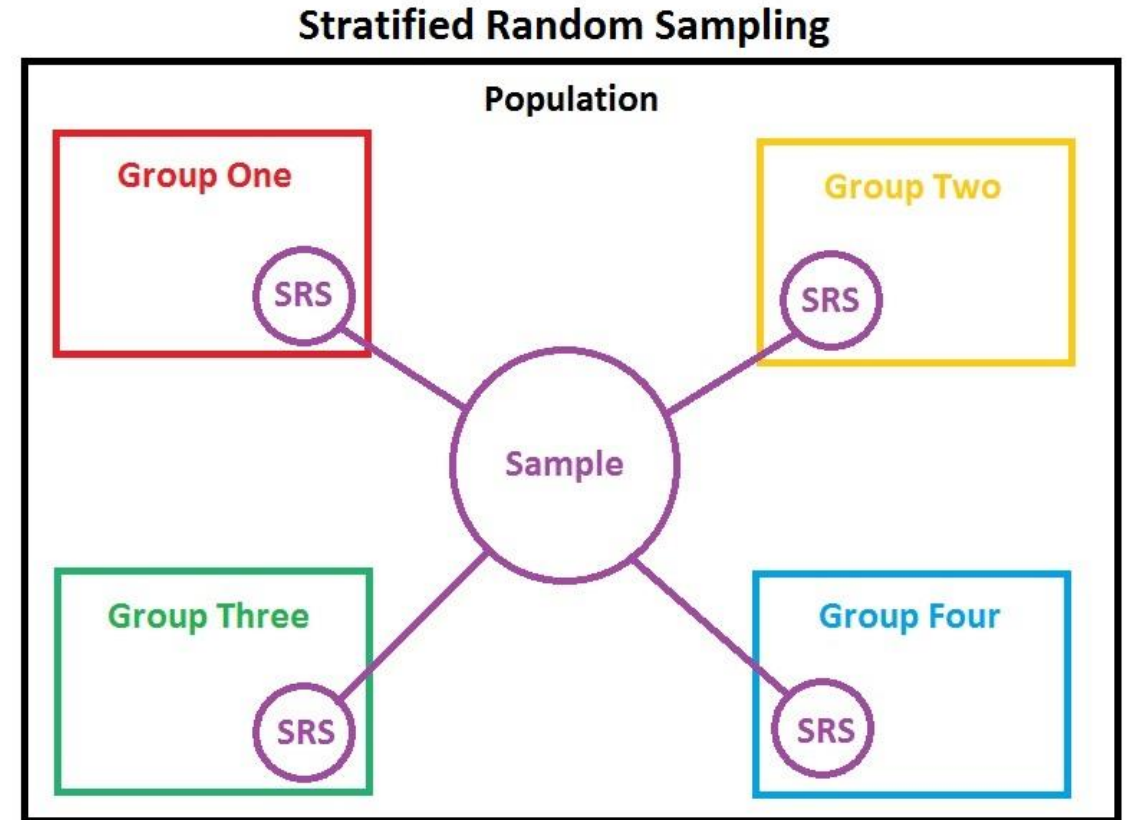 Stratified Random Sampling
Population
Group One
Group Two
SRS
SRS
Sample
Group Three
Group Four
SRS
SRS